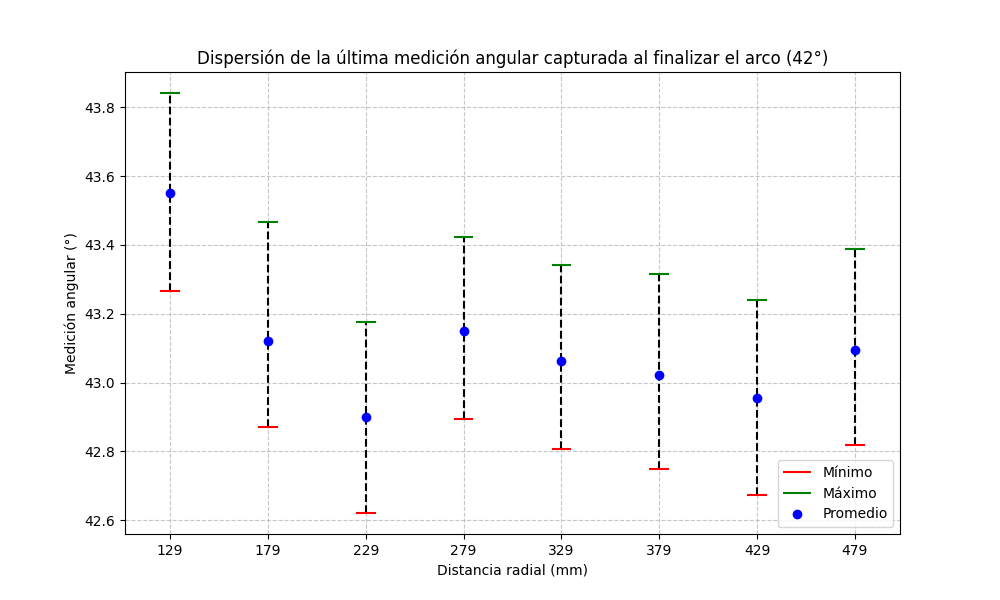 Dispersión de la última medición angular capturada al finalizar el arco (42°)
Medición angular (°)
43.8
43.6
43.4
43.2
43.0
42.8
42.6
129 179 229 279 329 379 429 479
Distancia radial (mm)
Mínimo
Máximo
Promedio